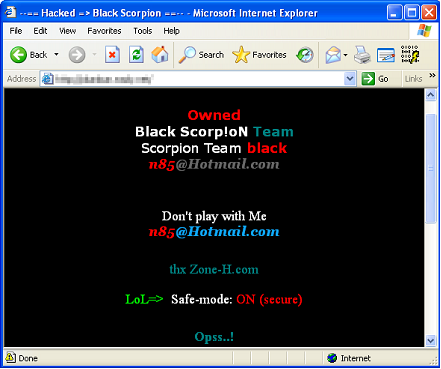 --== Hacked => Black Scorpion ==-- - Microsoft Internet Explorer
File Edit View Favorites Tools Help
Back Search Favorites
Address Go Links
Owned
Black Scorp!oN Team
Scorpion Team black
n85@Hotmail.com
Don't play with Me
n85@Hotmail.com
thx Zone-H.com
LoL=> Safe-mode: ON (secure)
Opss..!
Done Internet